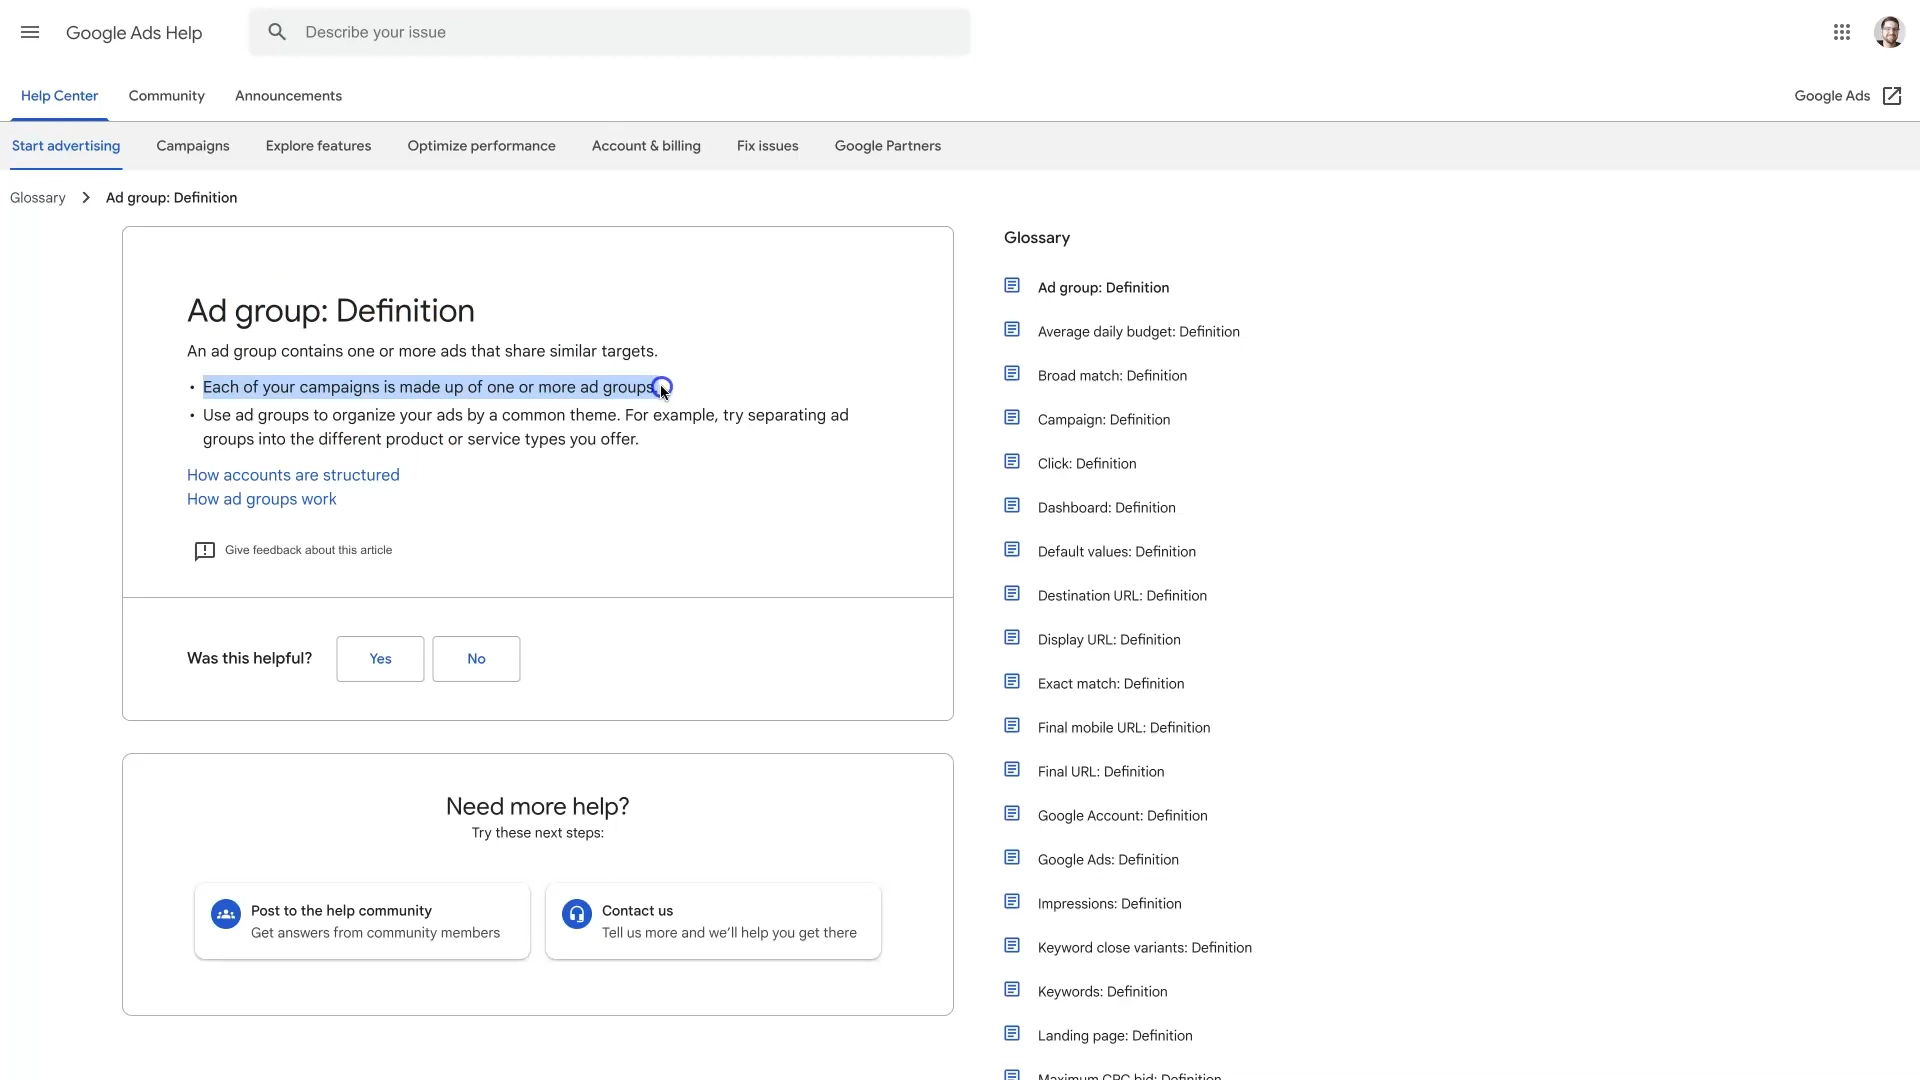 Google Ads Help
Describe your issue
Help Center
Community
Announcements
Google Ads
Start advertising
Campaigns
Explore features
Optimize performance
Account & billing
Fix issues
Google Partners
Glossary
Ad group: Definition
Ad group: Definition
An ad group contains one or more ads that share similar targets.
• Each of your campaigns is made up of one or more ad groups.
• Use ad groups to organize your ads by a common theme. For example, try separating ad
groups into the different product or service types you offer.
How accounts are structured
How ad groups work
Give feedback about this article
Was this helpful?
Yes
No
Need more help?
Try these next steps:
Post to the help community
Get answers from community members
Contact us
Tell us more and we’ll help you get there
Glossary
Ad group: Definition
Average daily budget: Definition
Broad match: Definition
Campaign: Definition
Click: Definition
Dashboard: Definition
Default values: Definition
Destination URL: Definition
Display URL: Definition
Exact match: Definition
Final mobile URL: Definition
Final URL: Definition
Google Account: Definition
Google Ads: Definition
Impressions: Definition
Keyword close variants: Definition
Keywords: Definition
Landing page: Definition
Maximum CPC bid: Definition